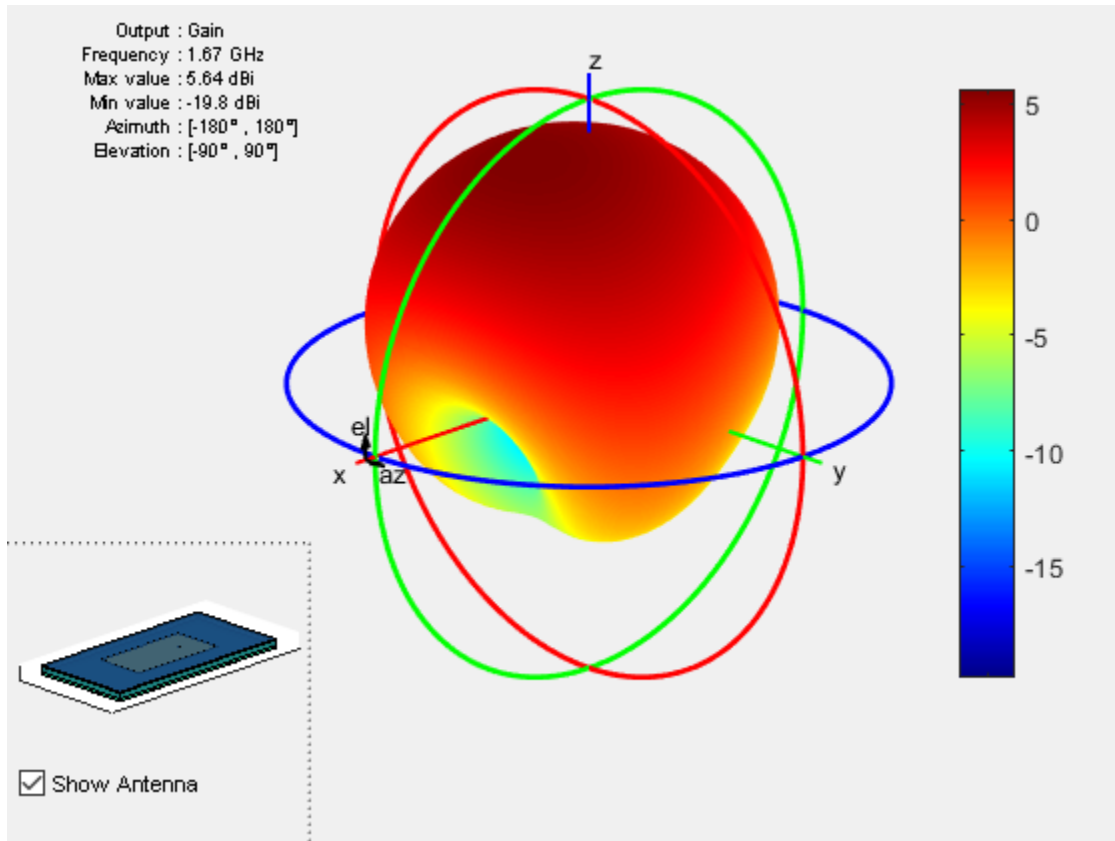 Output : Gain
Frequency : 1.67 GHz
Max value : 5.64 dBi
Min value : -19.8 dBi
Azimuth : [-180° , 180°]
Elevation : [-90° , 90°]
z
5
0
-5
-10
-15
el
x
az
y
Show Antenna